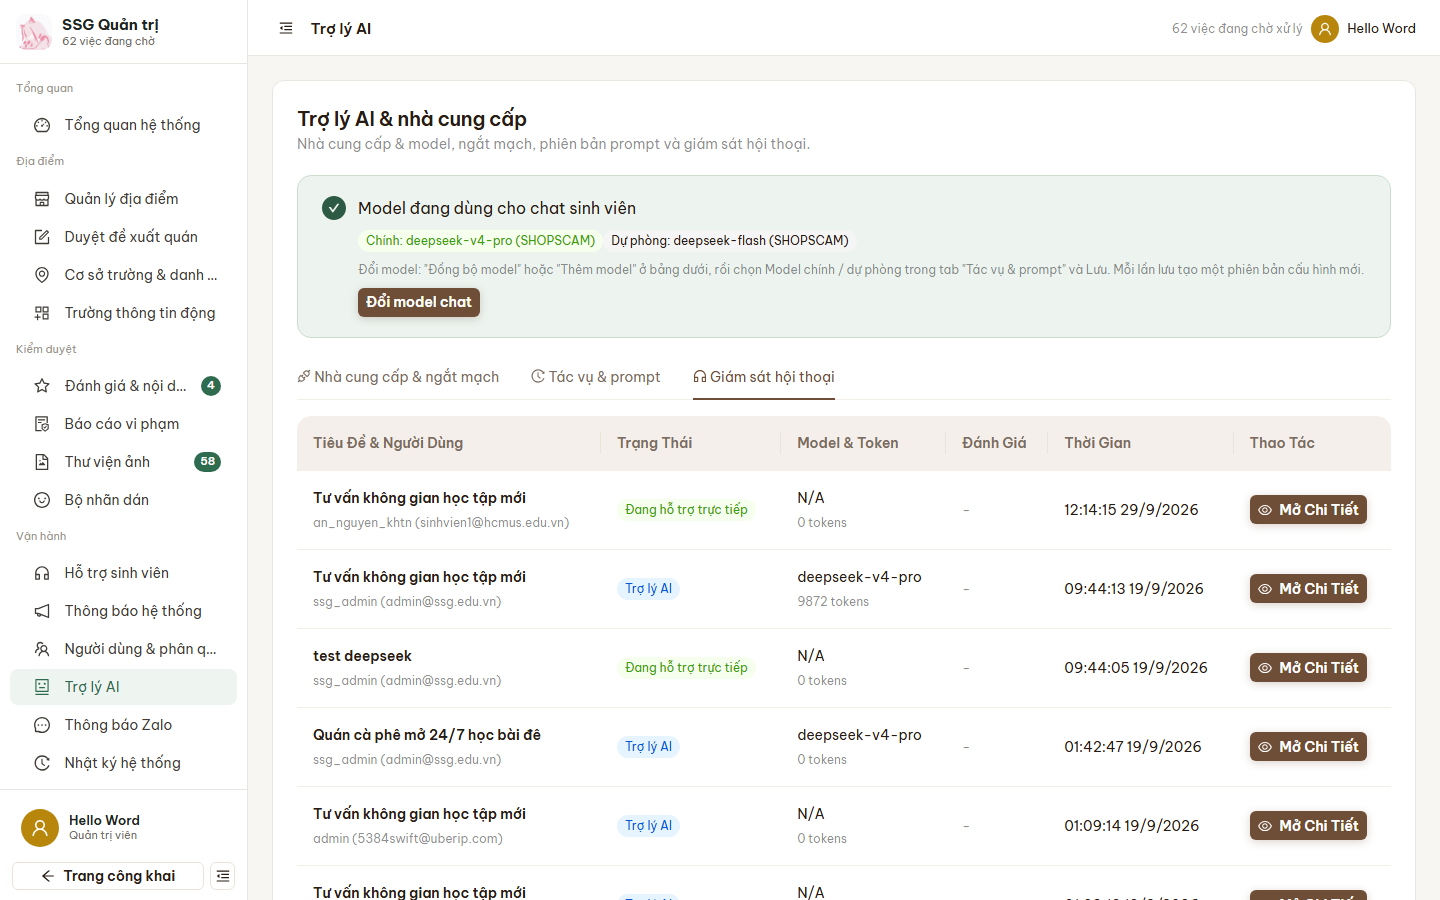 SSG Quản trị
62 việc đang chờ
Tổng quan
Tổng quan hệ thống
Địa điểm
Quản lý địa điểm
Duyệt đề xuất quán
Cơ sở trường & danh ...
Trường thông tin động
Kiểm duyệt
Đánh giá & nội d... 4
Báo cáo vi phạm
Thư viện ảnh 58
Bộ nhãn dán
Vận hành
Hỗ trợ sinh viên
Thông báo hệ thống
Người dùng & phân q...
Trợ lý AI
Thông báo Zalo
Nhật ký hệ thống
Hello Word
Quản trị viên
Trang công khai
Trợ lý AI
62 việc đang chờ xử lý Hello Word
Trợ lý AI & nhà cung cấp
Nhà cung cấp & model, ngắt mạch, phiên bản prompt và giám sát hội thoại.
Model đang dùng cho chat sinh viên
Chính: deepseek-v4-pro (SHOPSCAM) Dự phòng: deepseek-flash (SHOPSCAM)
Đổi model: "Đồng bộ model" hoặc "Thêm model" ở bảng dưới, rồi chọn Model chính / dự phòng trong tab "Tác vụ & prompt" và Lưu. Mỗi lần lưu tạo một phiên bản cấu hình mới.
Đổi model chat
Nhà cung cấp & ngắt mạch Tác vụ & prompt Giám sát hội thoại
Tiêu Đề & Người Dùng Trạng Thái Model & Token Đánh Giá Thời Gian Thao Tác
Tư vấn không gian học tập mới
an_nguyen_khtn (sinhvien1@hcmus.edu.vn)
Đang hỗ trợ trực tiếp
N/A
0 tokens
-
12:14:15 29/9/2026
Mở Chi Tiết
Tư vấn không gian học tập mới
ssg_admin (admin@ssg.edu.vn)
Trợ lý AI
deepseek-v4-pro
9872 tokens
-
09:44:13 19/9/2026
Mở Chi Tiết
test deepseek
ssg_admin (admin@ssg.edu.vn)
Đang hỗ trợ trực tiếp
N/A
0 tokens
-
09:44:05 19/9/2026
Mở Chi Tiết
Quán cà phê mở 24/7 học bài đê
ssg_admin (admin@ssg.edu.vn)
Trợ lý AI
deepseek-v4-pro
0 tokens
-
01:42:47 19/9/2026
Mở Chi Tiết
Tư vấn không gian học tập mới
admin (5384swift@uberip.com)
Trợ lý AI
N/A
0 tokens
-
01:09:14 19/9/2026
Mở Chi Tiết
Tư vấn không gian học tập mới
N/A